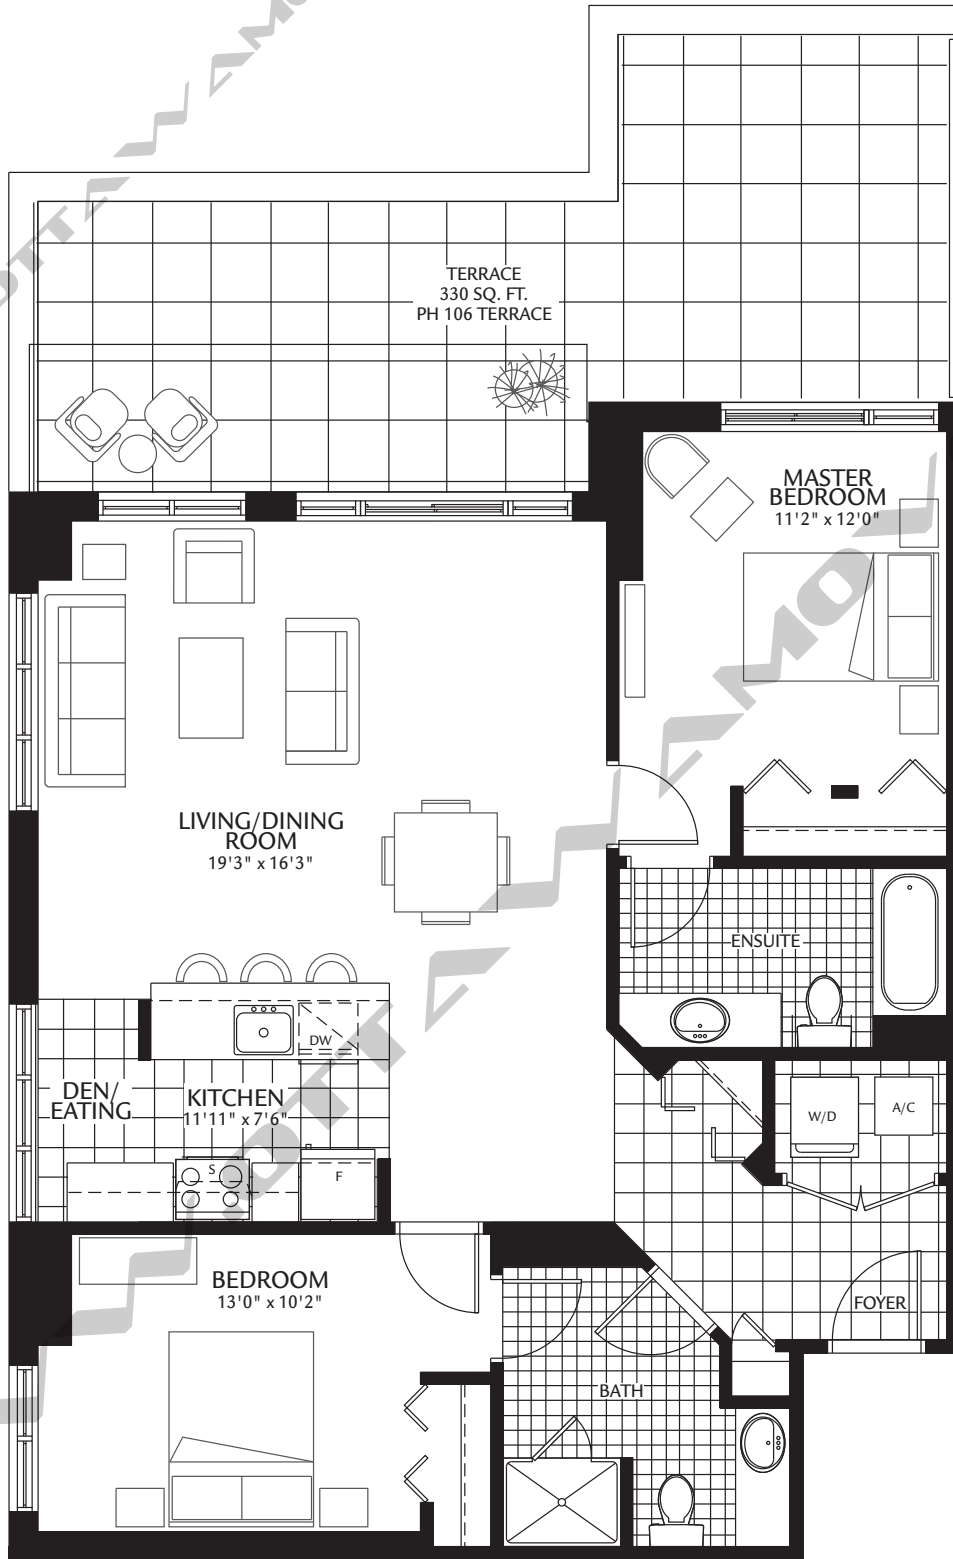 TERRACE
330 SQ. FT.
PH 106 TERRACE
MASTER
BEDROOM
11'2" x 12'0"
LIVING/DINING
ROOM
19'3" x 16'3"
ENSUITE
DW
DEN/
EATING
KITCHEN
11'11" x 7'6"
W/D
A/C
S
F
BEDROOM
13'0" x 10'2"
FOYER
BATH